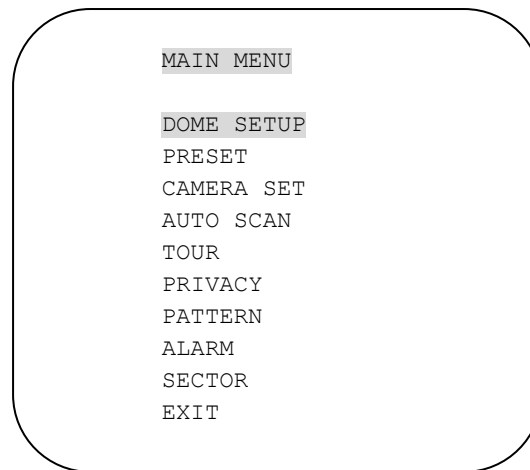 MAIN MENU
DOME SETUP
PRESET
CAMERA SET
AUTO SCAN
TOUR
PRIVACY
PATTERN
ALARM
SECTOR
EXIT